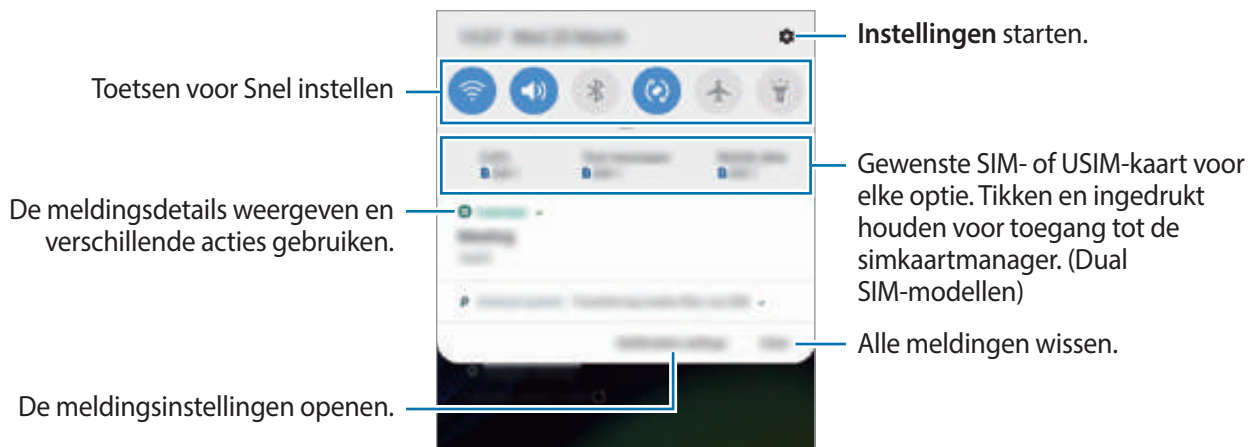 Instellingen starten.
Toetsen voor Snel instellen
Gewenste SIM- of USIM-kaart voor
elke optie. Tikken en ingedrukt
houden voor toegang tot de
simkaartmanager. (Dual
SIM-modellen)
De meldingsdetails weergeven en
verschillende acties gebruiken.
Meeting
Alle meldingen wissen.
De meldingsinstellingen openen.